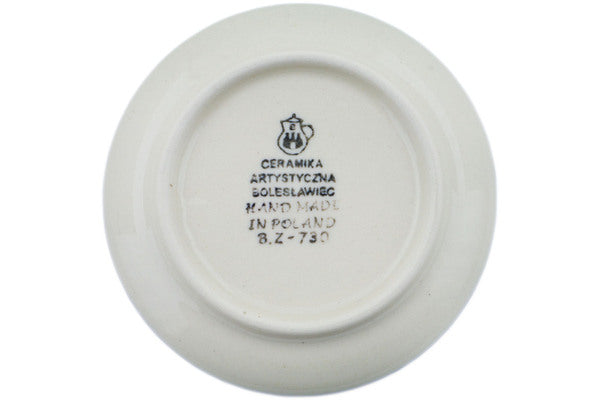 CERAMIKA
ARTYSTYCZNA
BOLESŁAWIEC
HAND MADE
IN POLAND
B.Z-730